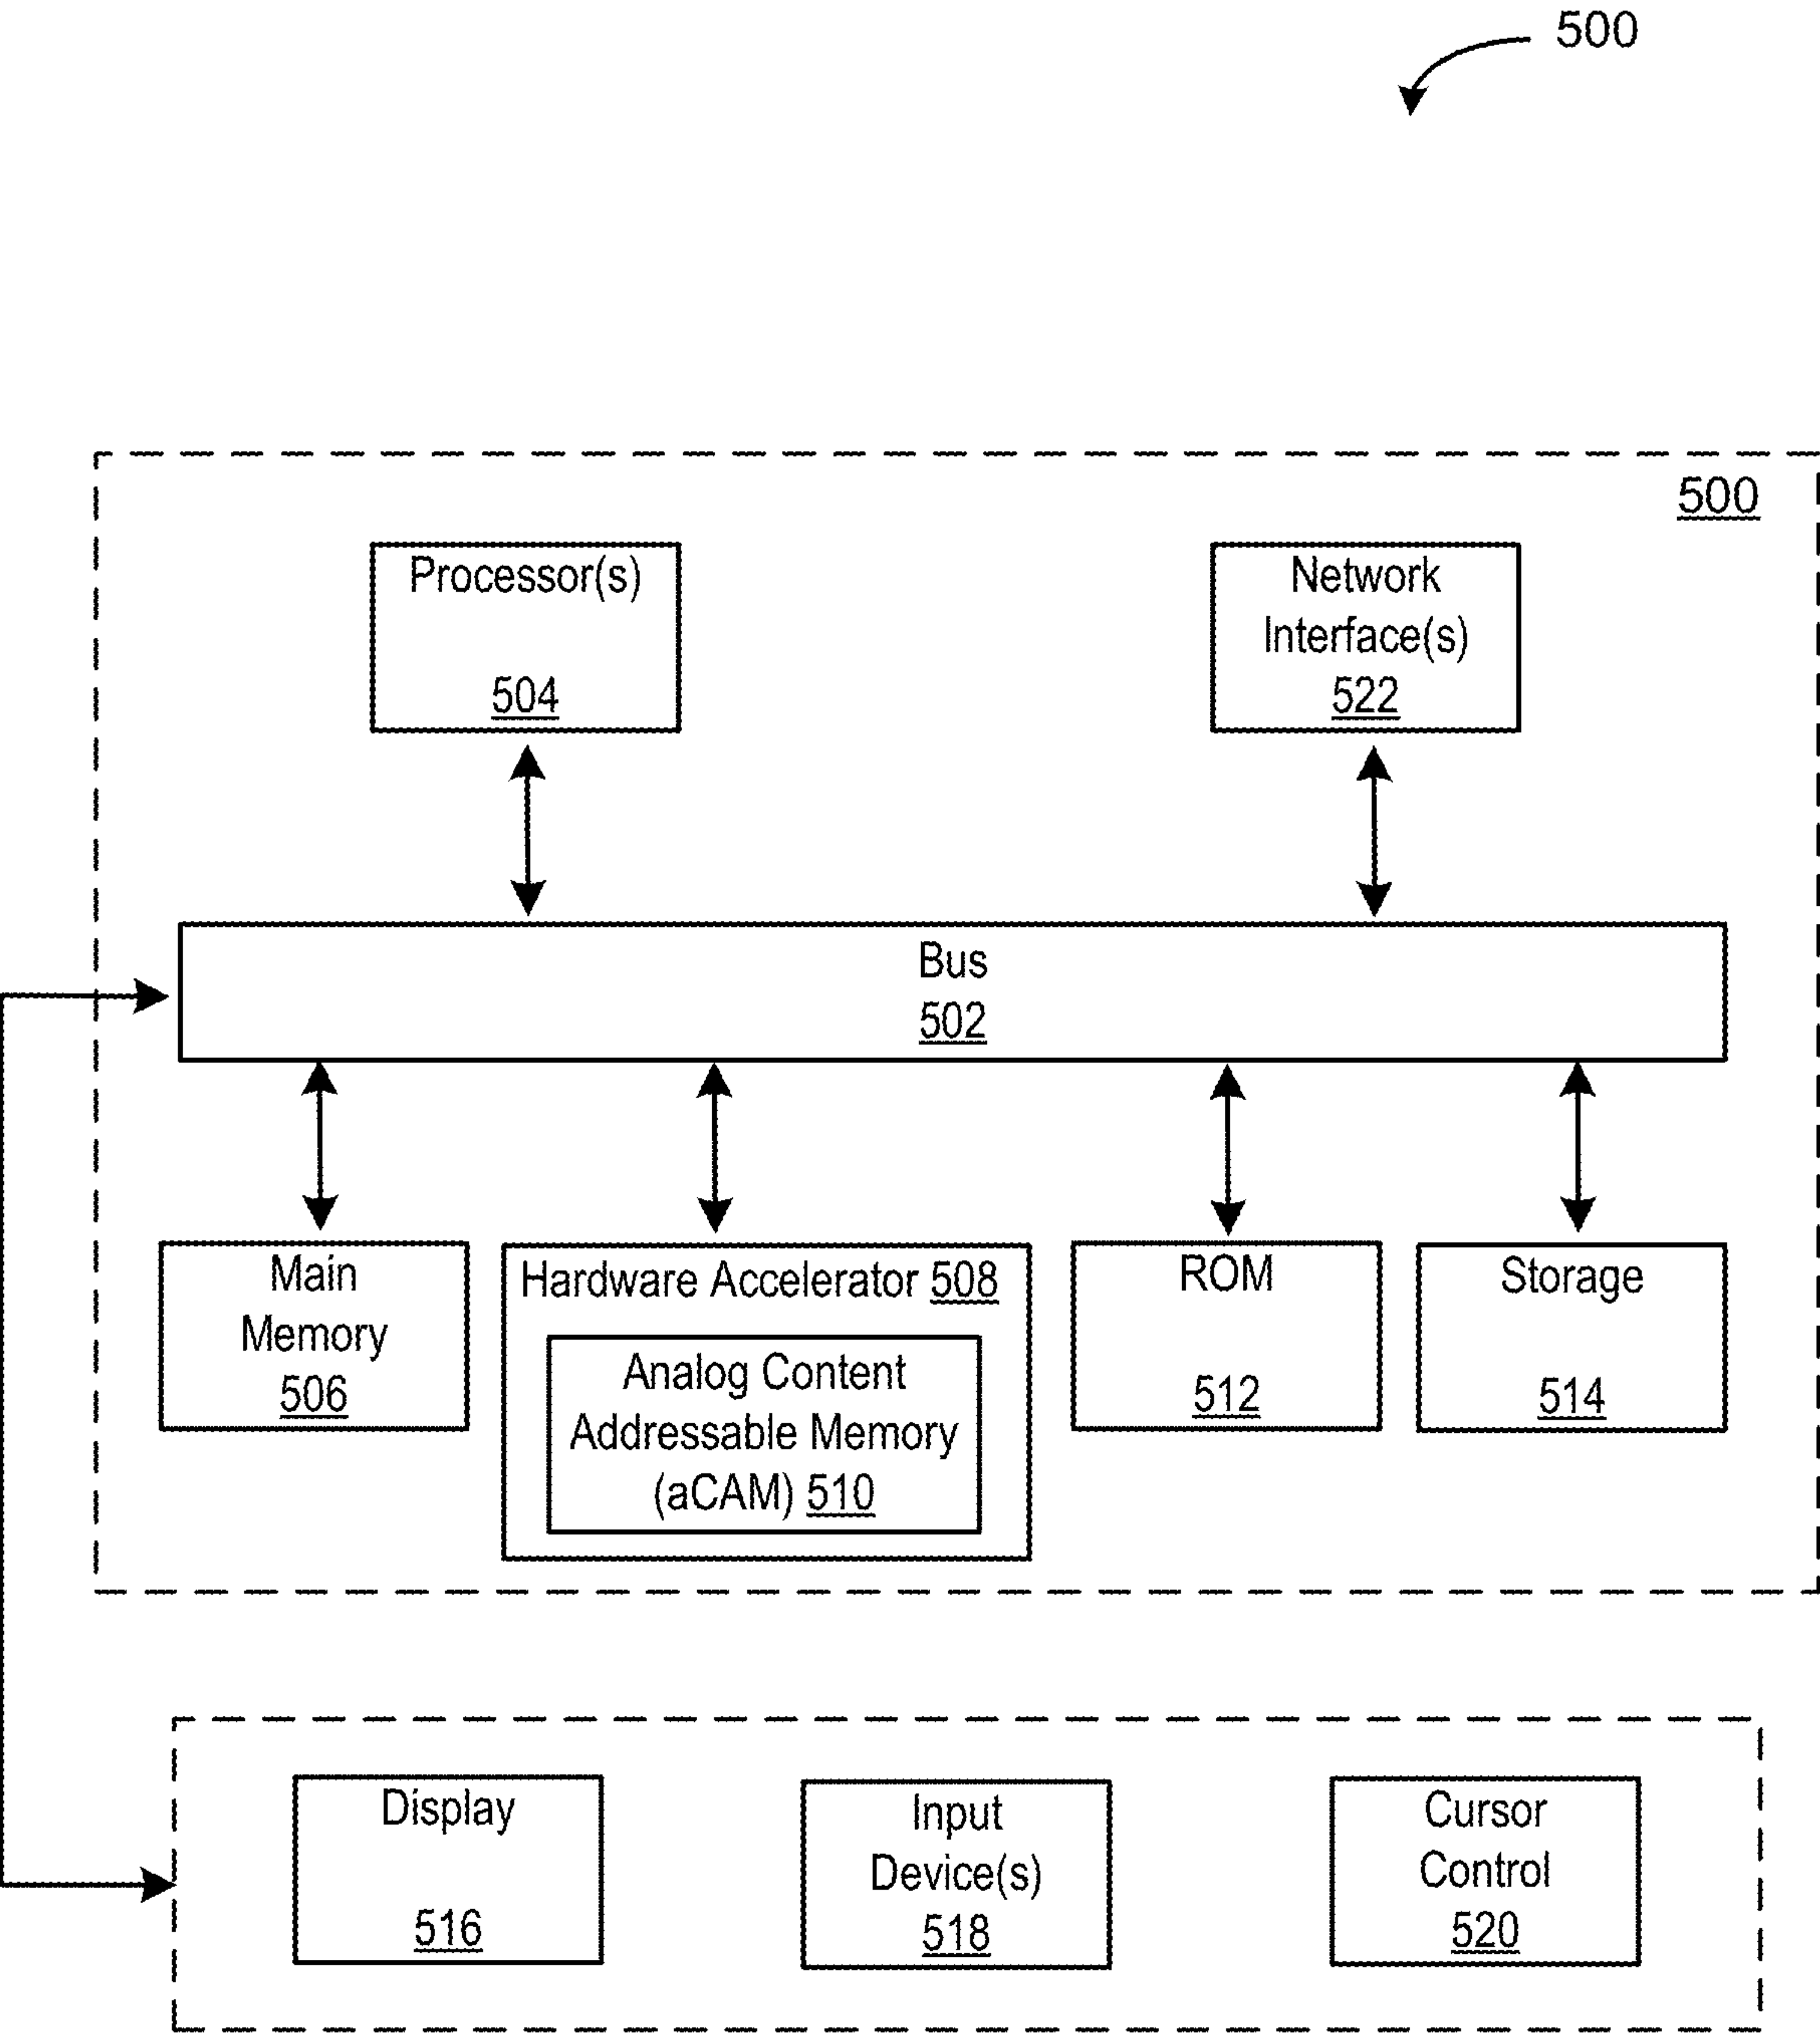 500
500
Processor(s)
504
Network
Interface(s)
522
Bus
502
Main
Memory
506
Hardware Accelerator 508
Analog Content
Addressable Memory
(aCAM) 510
ROM
512
Storage
514
Display
516
Input
Device(s)
518
Cursor
Control
520